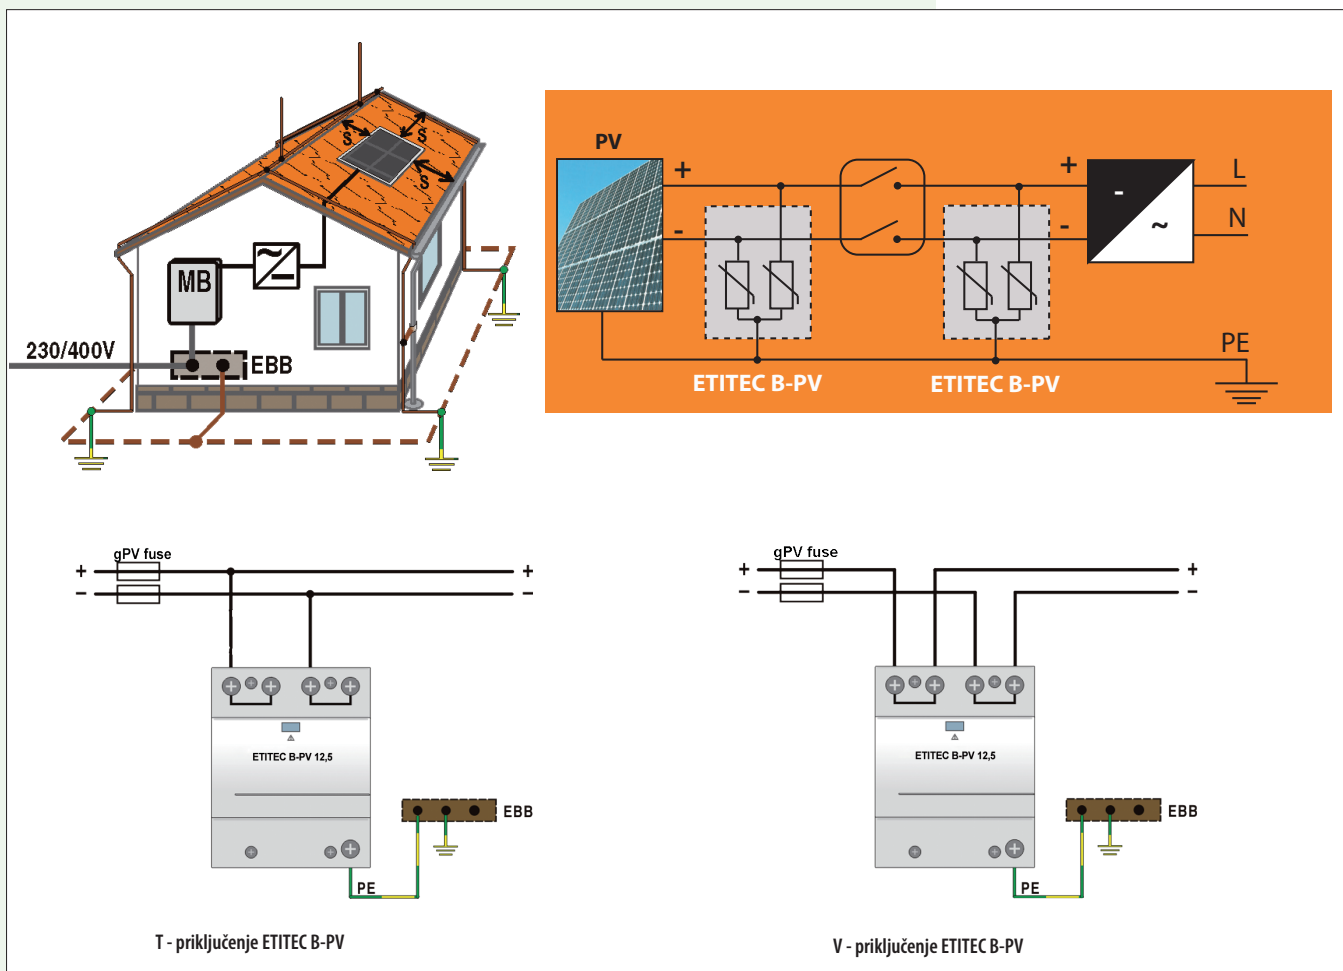 S
S
S
MB
230/400V
EBB
PV
+
-
+
-
-
~
L
N
PE
ETITEC B-PV
ETITEC B-PV
gPV fuse
+
+
−
−
ETITEC B-PV 12,5
EBB
PE
T - priključenje ETITEC B-PV
gPV fuse
+
+
−
−
ETITEC B-PV 12,5
EBB
PE
V - priključenje ETITEC B-PV